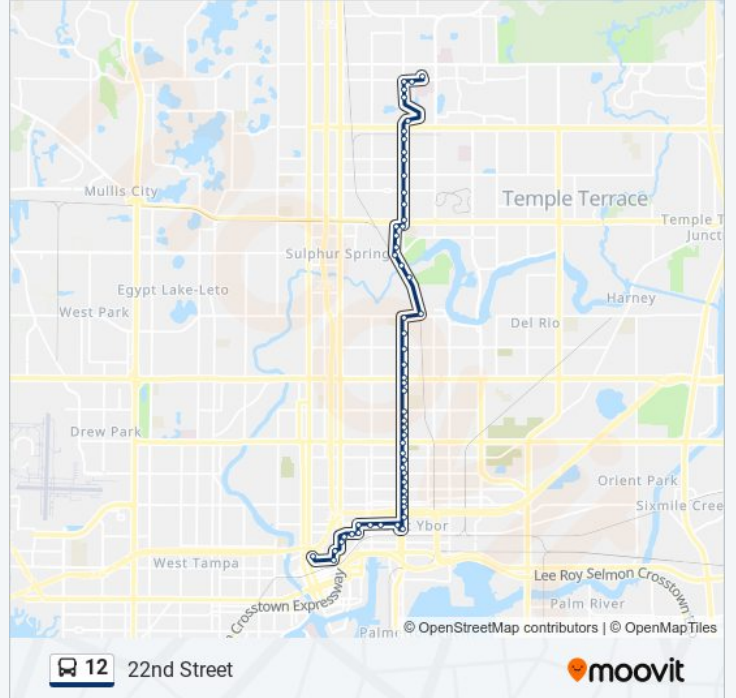 Mullis City
Temple Terrace
Temple T
Junct
Sulphur Spring
Egypt Lake-Leto
Harney
West Park
Del Rio
Drew Park
Orient Park
Sixmile Cree
Ybor
West Tampa
Lee Roy Selmon Crosstown
Crosstown Expressway
Palm River
Palm
© OpenStreetMap contributors | © OpenMapTiles
12 22nd Street
moovit